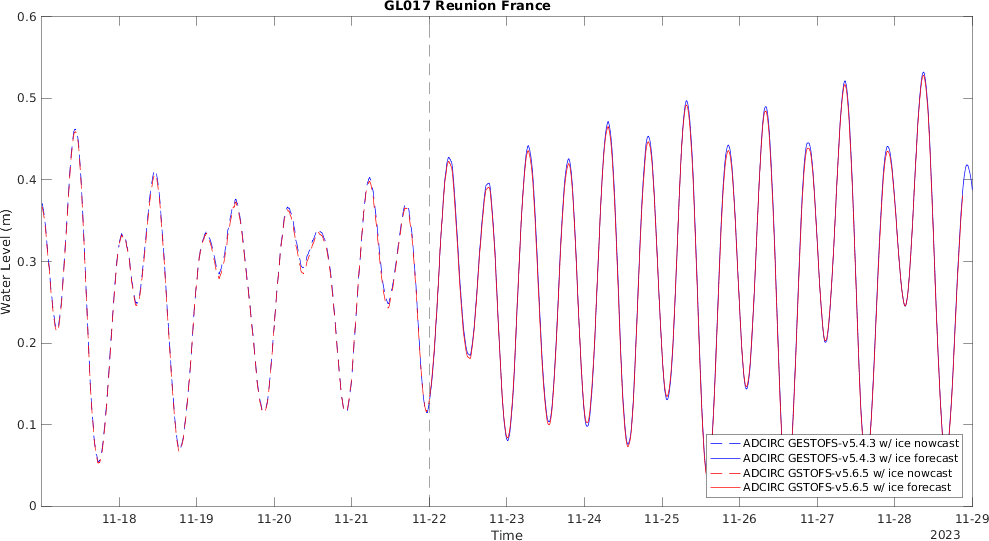 GL017 Reunion France
0.6
0.5
0.4
0.3
0.2
0.1
0
Water Level (m)
ADCIRC GESTOFS-v5.4.3 w/ ice nowcast
ADCIRC GESTOFS-v5.4.3 w/ ice forecast
ADCIRC GSTOFS-v5.6.5 w/ ice nowcast
ADCIRC GSTOFS-v5.6.5 w/ ice forecast
11-18 11-19 11-20 11-21 11-22 11-23 11-24 11-25 11-26 11-27 11-28 11-29
Time
2023